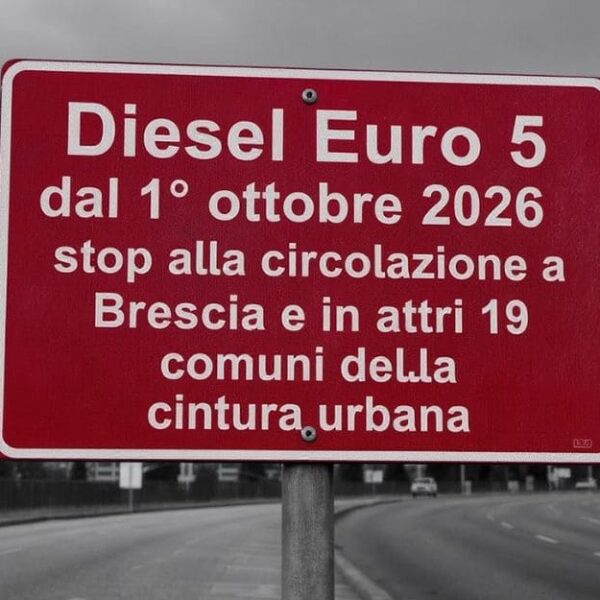 Diesel Euro 5
dal 1° ottobre 2026
stop alla circolazione a
Brescia e in attri 19
comuni della
cintura urbana